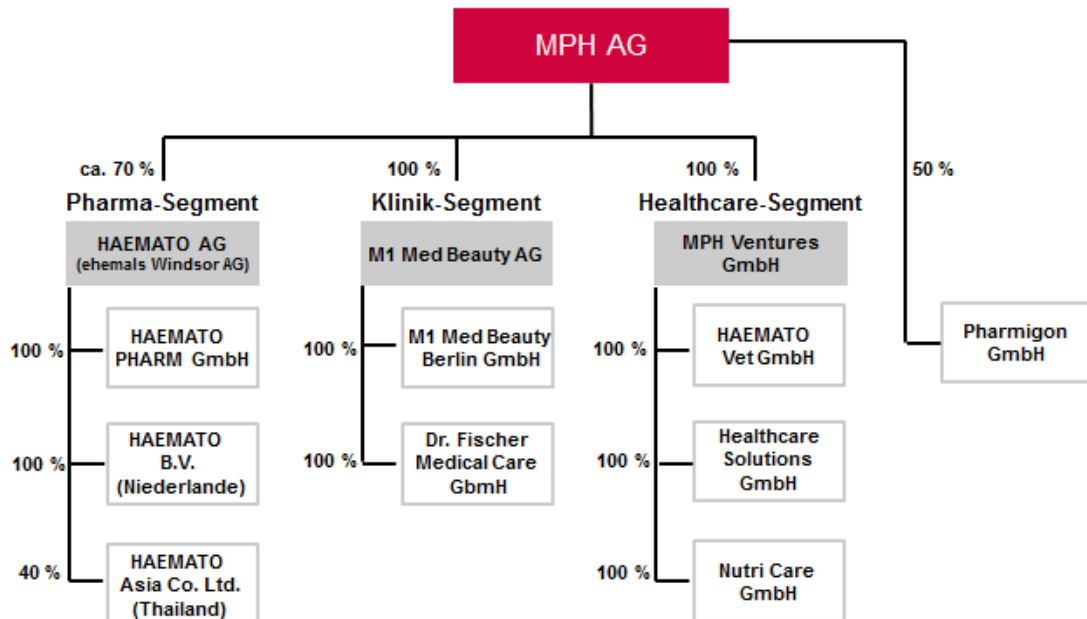 MPH AG
ca. 70 %
100 %
100 %
50 %
Pharma-Segment
Klinik-Segment
Healthcare-Segment
HAEMATO AG
(ehemals Windsor AG)
M1 Med Beauty AG
MPH Ventures
GmbH
100 %
HAEMATO
PHARM GmbH
100 %
M1 Med Beauty
Berlin GmbH
100 %
HAEMATO
Vet GmbH
Pharmigon
GmbH
100 %
HAEMATO
B.V.
(Niederlande)
100 %
Dr. Fischer
Medical Care
GbmH
100 %
Healthcare
Solutions
GmbH
40 %
HAEMATO
Asia Co. Ltd.
(Thailand)
100 %
Nutri Care
GmbH